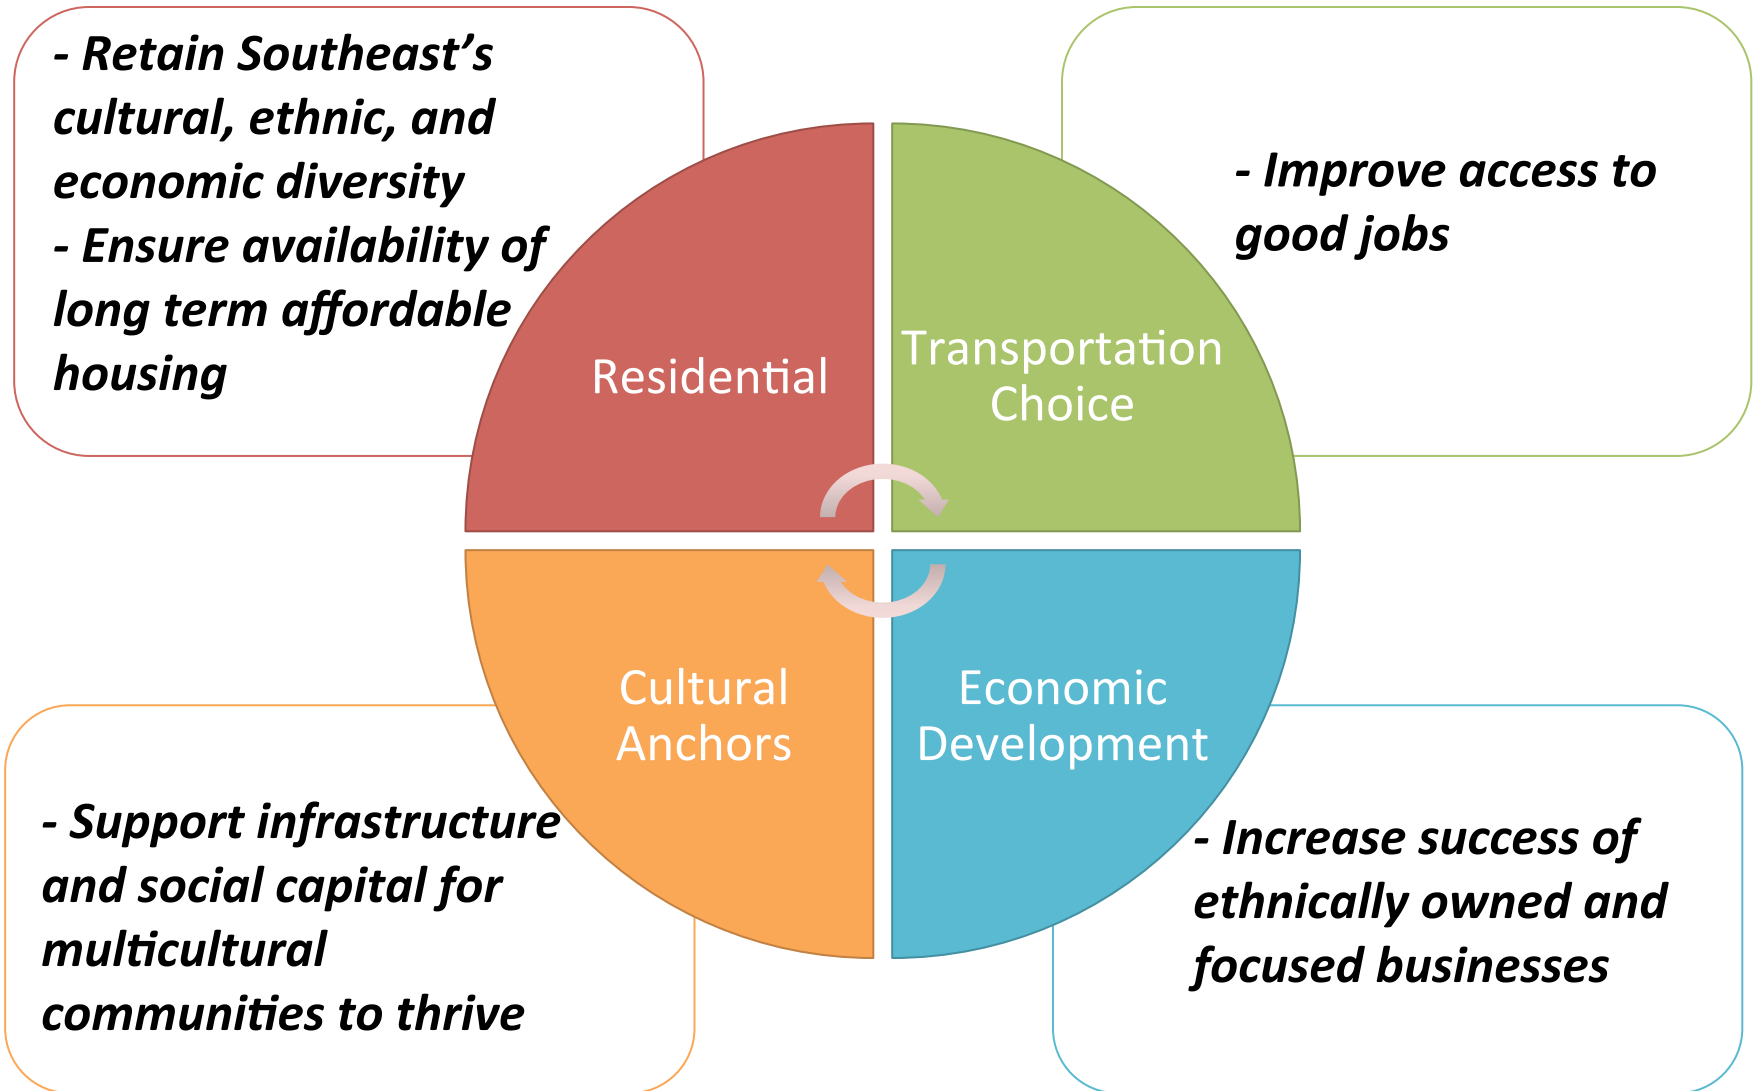 - Retain Southeast’s
cultural, ethnic, and
economic diversity
- Ensure availability of
long term affordable
housing
Residential
- Improve access to
good jobs
Transportation
Choice
Cultural
Anchors
- Support infrastructure
and social capital for
multicultural
communities to thrive
Economic
Development
- Increase success of
ethnically owned and
focused businesses